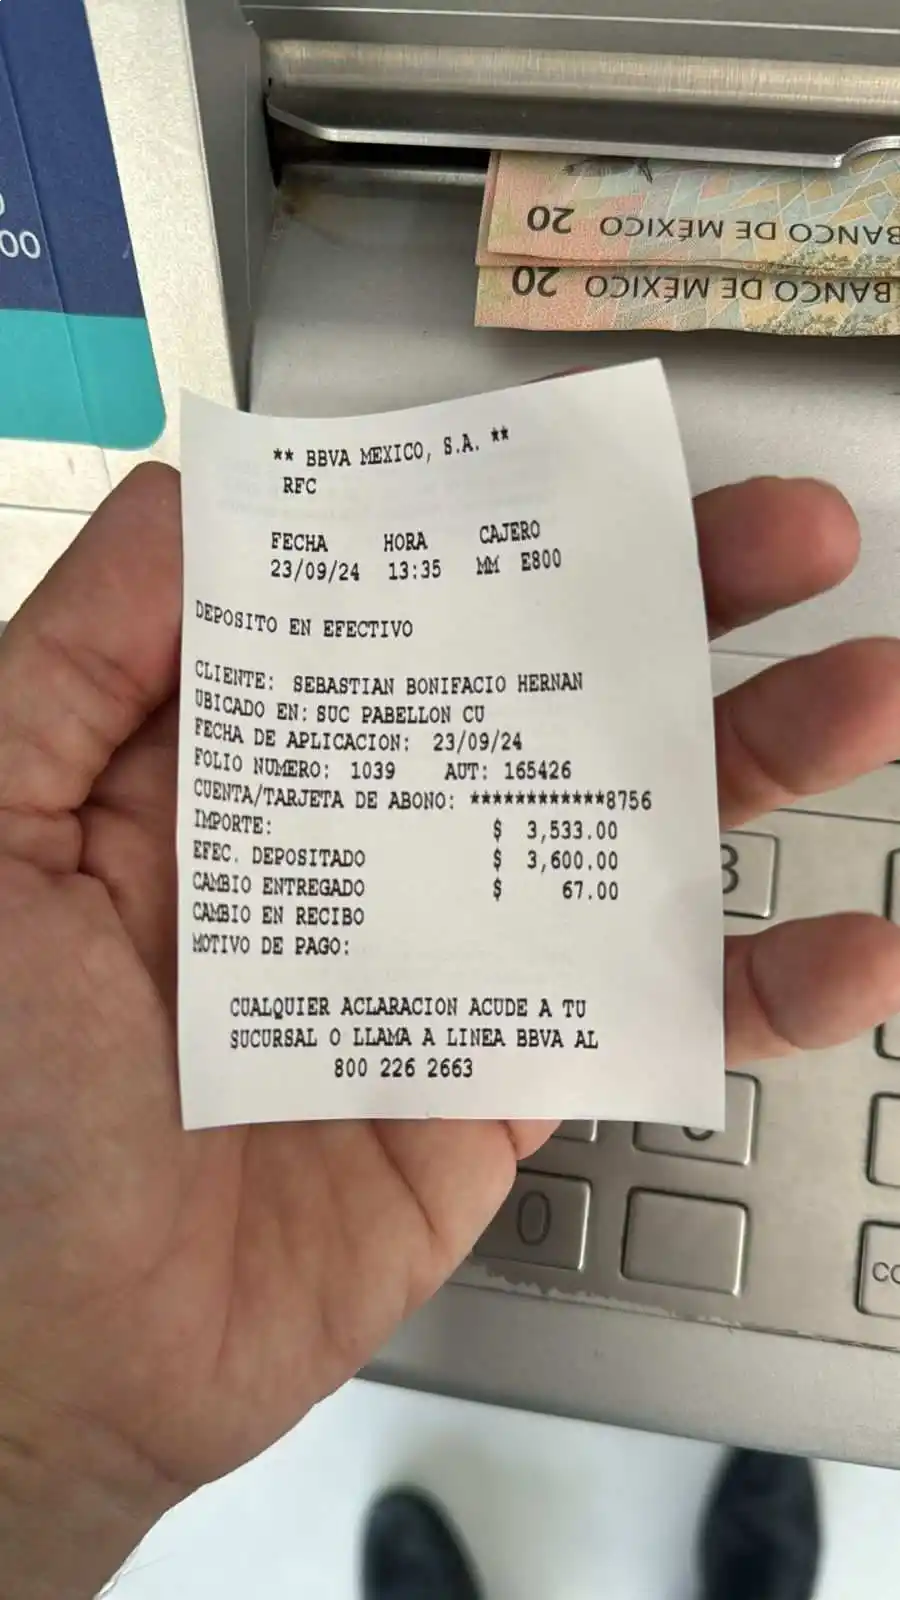 00
BANCO DE MÉXICO 20
BANCO DE MÉXICO 20
** BBVA MEXICO, S.A. **
RFC
FECHA HORA CAJERO
23/09/24 13:35 MM E800
DEPOSITO EN EFECTIVO
CLIENTE: SEBASTIAN BONIFACIO HERNAN
UBICADO EN: SUC PABELLON CU
FECHA DE APLICACION: 23/09/24
FOLIO NUMERO: 1039 AUT: 165426
CUENTA/TARJETA DE ABONO: ************8756
IMPORTE: $ 3,533.00
EFEC. DEPOSITADO $ 3,600.00
CAMBIO ENTREGADO $ 67.00
CAMBIO EN RECIBO
MOTIVO DE PAGO:
CUALQUIER ACLARACION ACUDE A TU
SUCURSAL O LLAMA A LINEA BBVA AL
800 226 2663
3
0